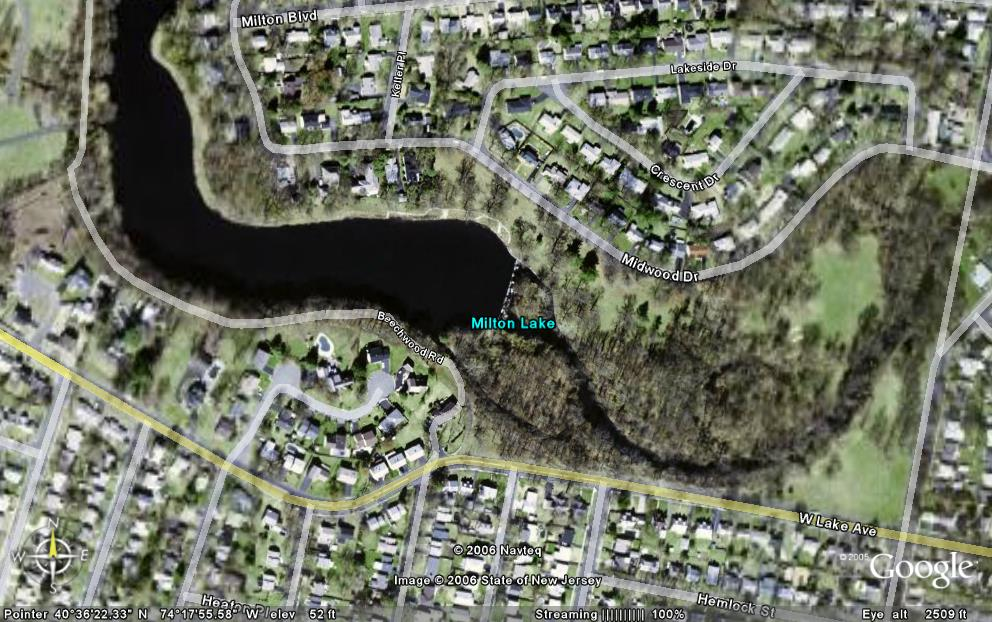 Milton Blvd
Keller Pl
Lakeside Dr
Crescent Dr
Midwood Dr
Milton Lake
Beechwood Rd
W Lake Ave
N
W E
S
© 2006 Navteq
© 2005
Google
Image © 2006 State of New Jersey
Hemlock St
Pointer 40°36'22.33" N 74°17'55.58" W elev 52 ft Streaming |||||||||| 100% Eye alt 2509 ft